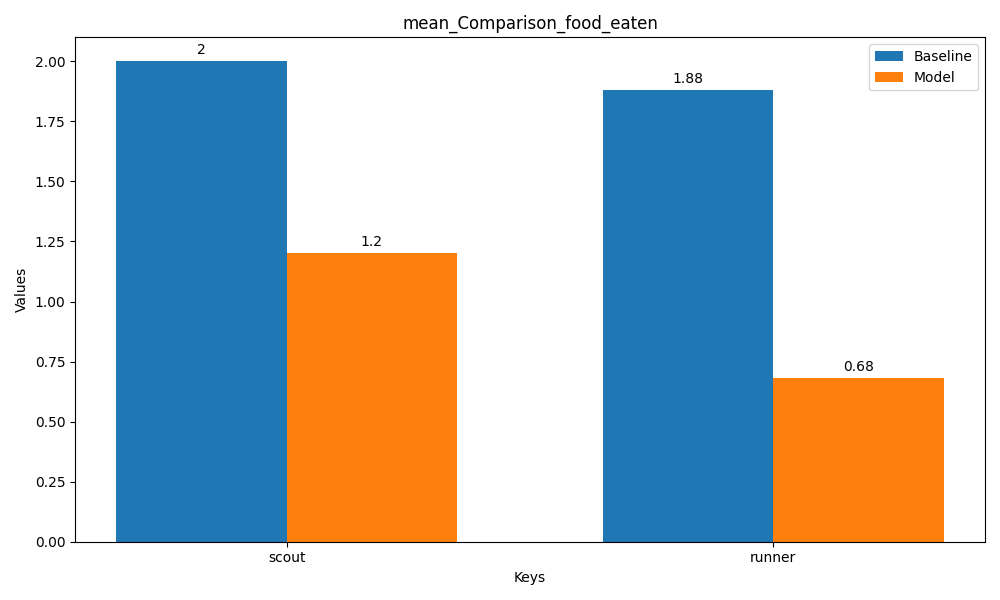 mean_Comparison_food_eaten
Baseline
Model
2
1.88
1.2
0.68
2.00
1.75
1.50
1.25
1.00
0.75
0.50
0.25
0.00
Values
scout
runner
Keys